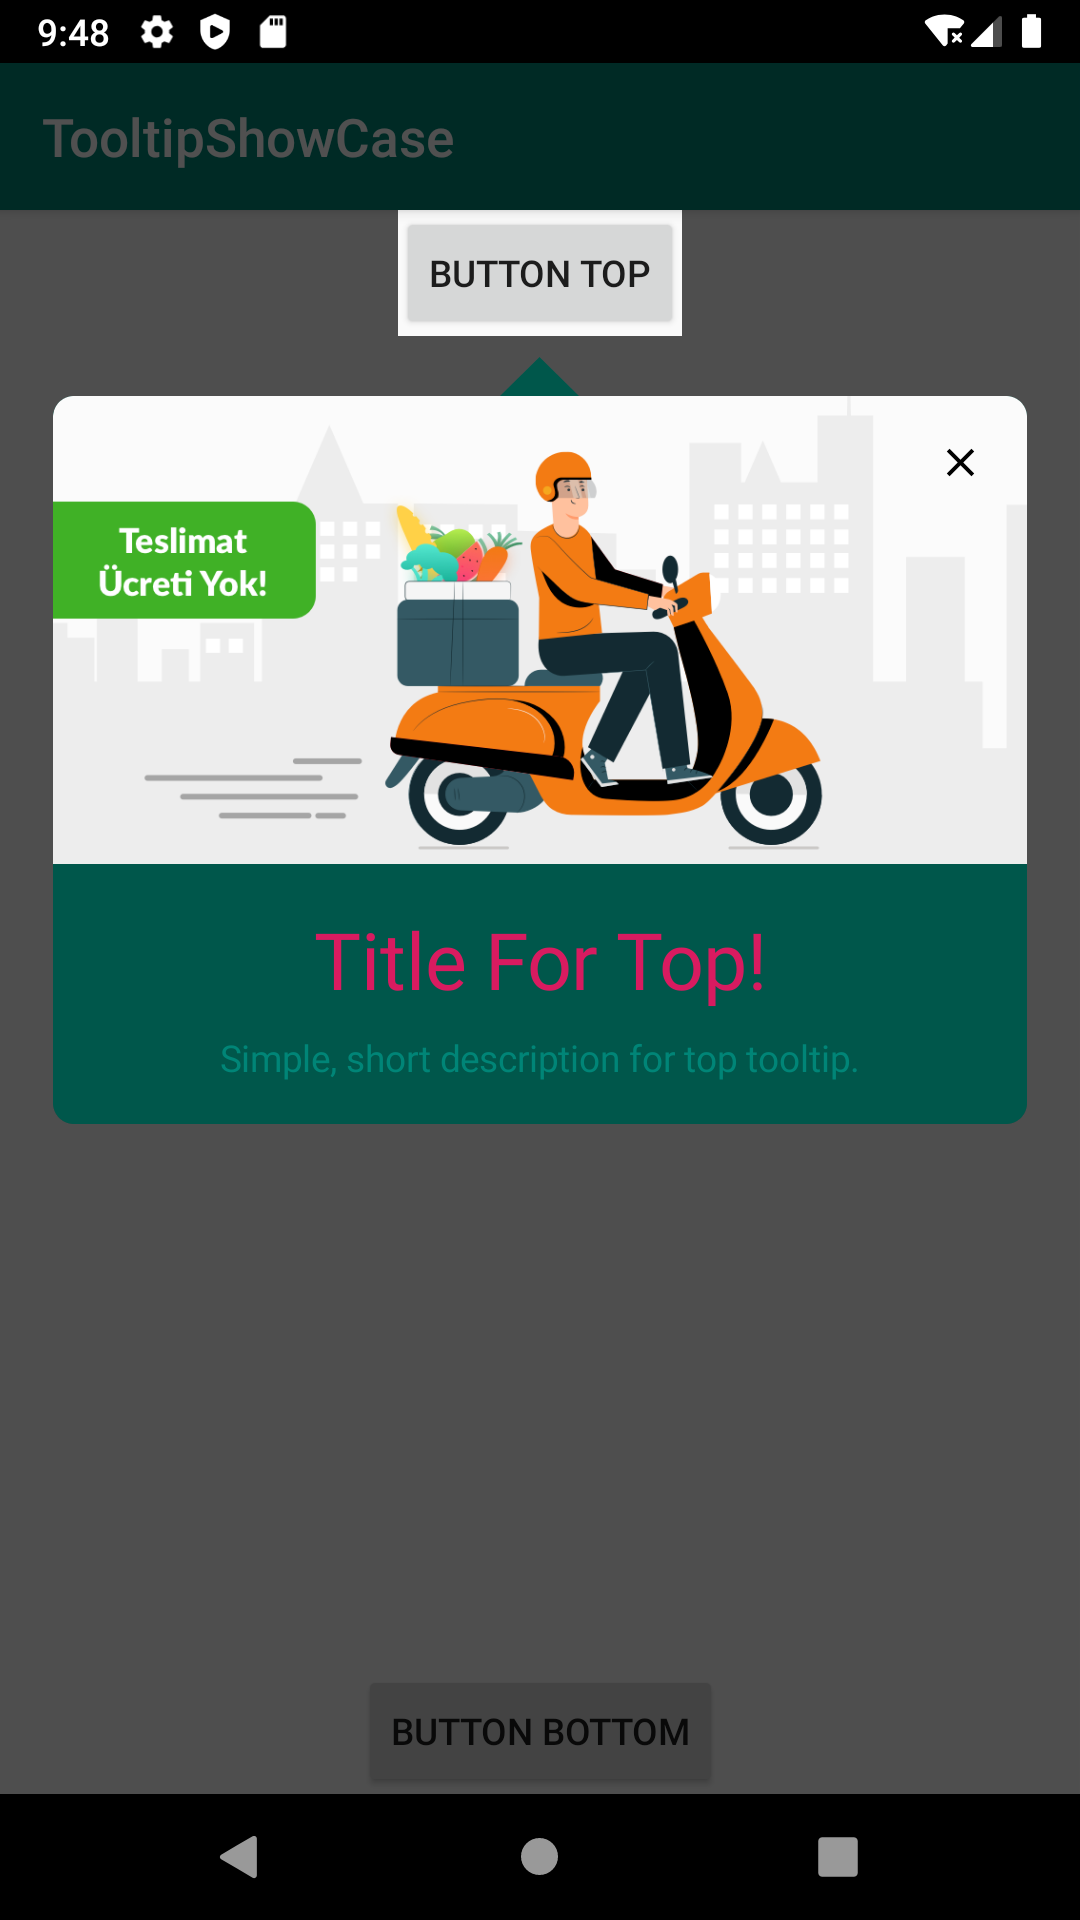 9:48
TooltipShowCase
BUTTON TOP
Teslimat
Ücreti Yok!
Title For Top!
Simple, short description for top tooltip.
BUTTON BOTTOM